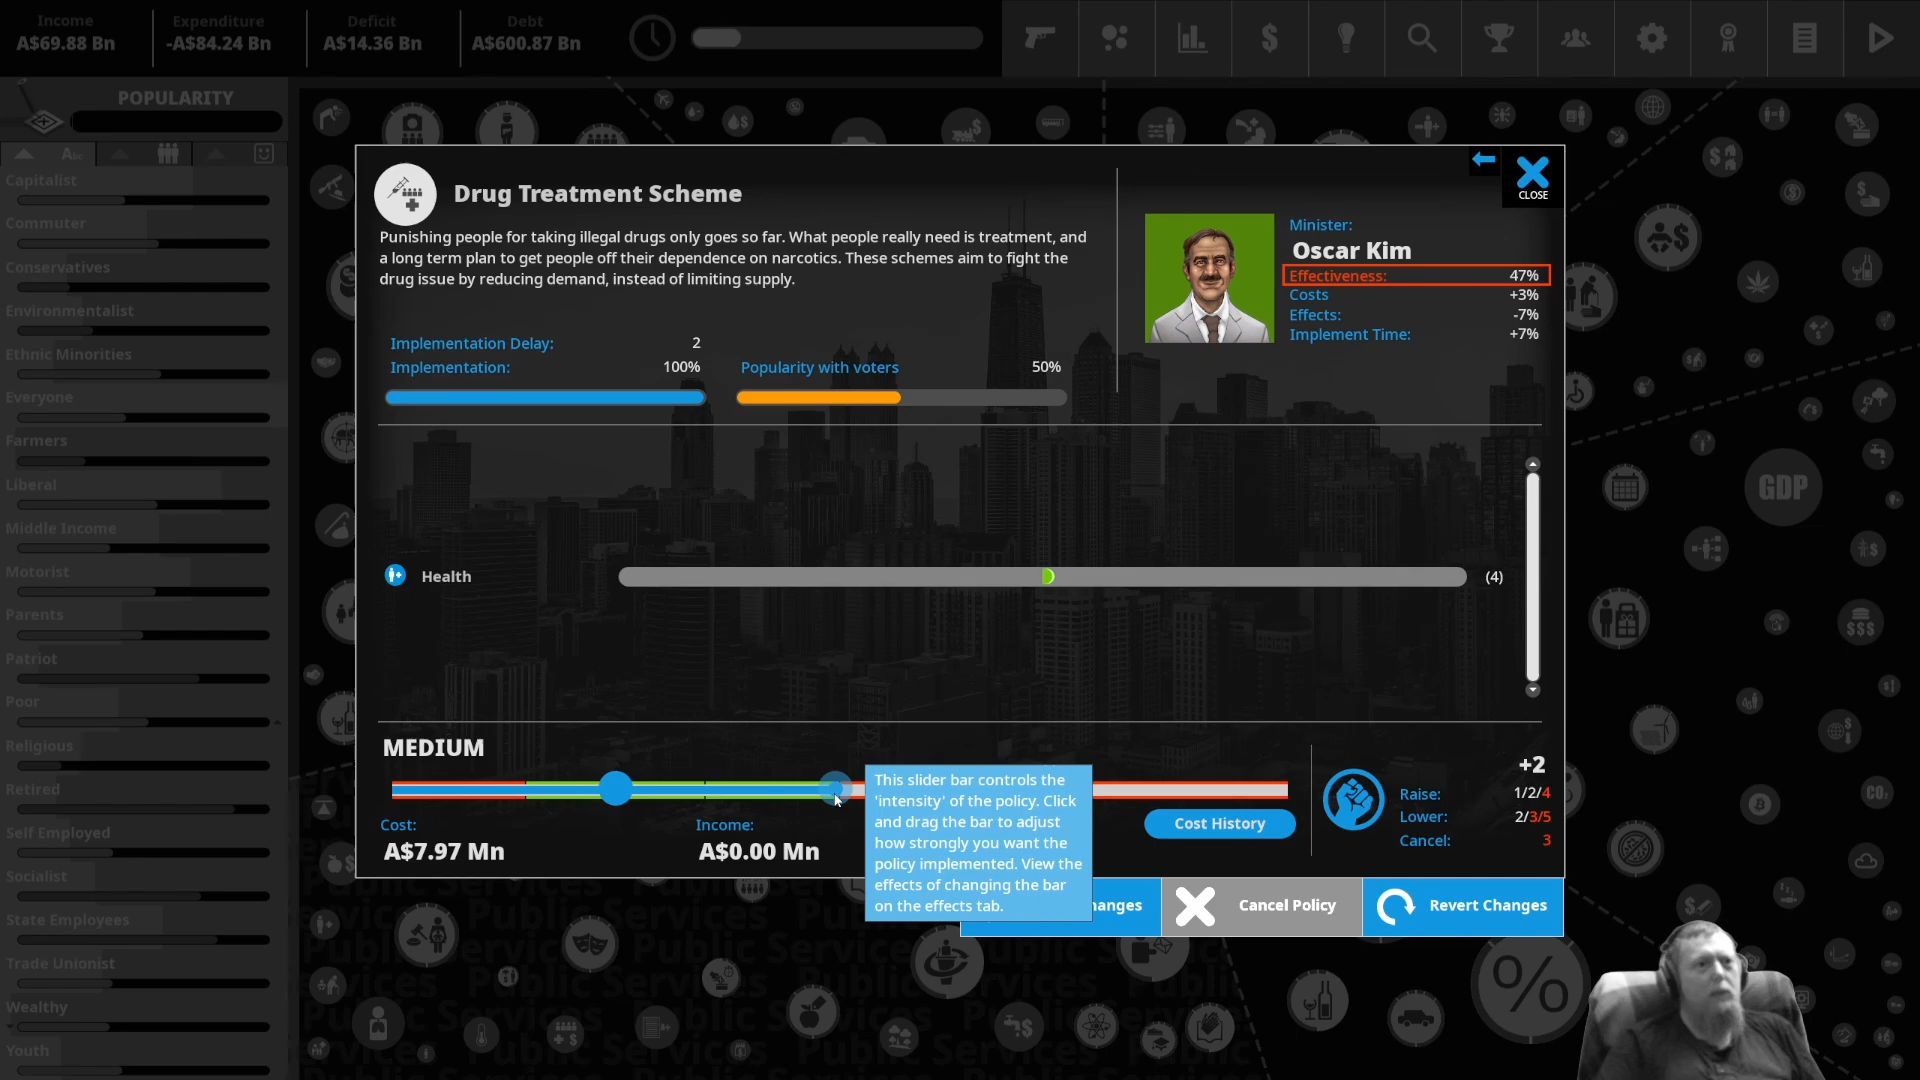 Income
A$69.88 Bn
Expenditure
-A$84.24 Bn
Deficit
A$14.36 Bn
Debt
A$600.87 Bn
POPULARITY
Capitalist
Commuter
Conservatives
Environmentalist
Ethnic Minorities
Everyone
Farmers
Liberal
Middle Income
Motorist
Parents
Patriot
Poor
Religious
Retired
Self Employed
Socialist
State Employees
Trade Unionist
Wealthy
Youth
Drug Treatment Scheme
Punishing people for taking illegal drugs only goes so far. What people really need is treatment, and
a long term plan to get people off their dependence on narcotics. These schemes aim to fight the
drug issue by reducing demand, instead of limiting supply.
Implementation Delay: 2
Implementation: 100%
Popularity with voters 50%
CLOSE
Minister:
Oscar Kim
Effectiveness: 47%
Costs +3%
Effects: -7%
Implement Time: +7%
Health (4)
MEDIUM
Cost:
A$7.97 Mn
Income:
A$0.00 Mn
This slider bar controls the
'intensity' of the policy. Click
and drag the bar to adjust
how strongly you want the
policy implemented. View the
effects of changing the bar
on the effects tab.
Cost History
+2
Raise: 1/2/4
Lower: 2/3/5
Cancel: 3
hanges
Cancel Policy
Revert Changes
GDP
$$$
CO₂
%
Public Services